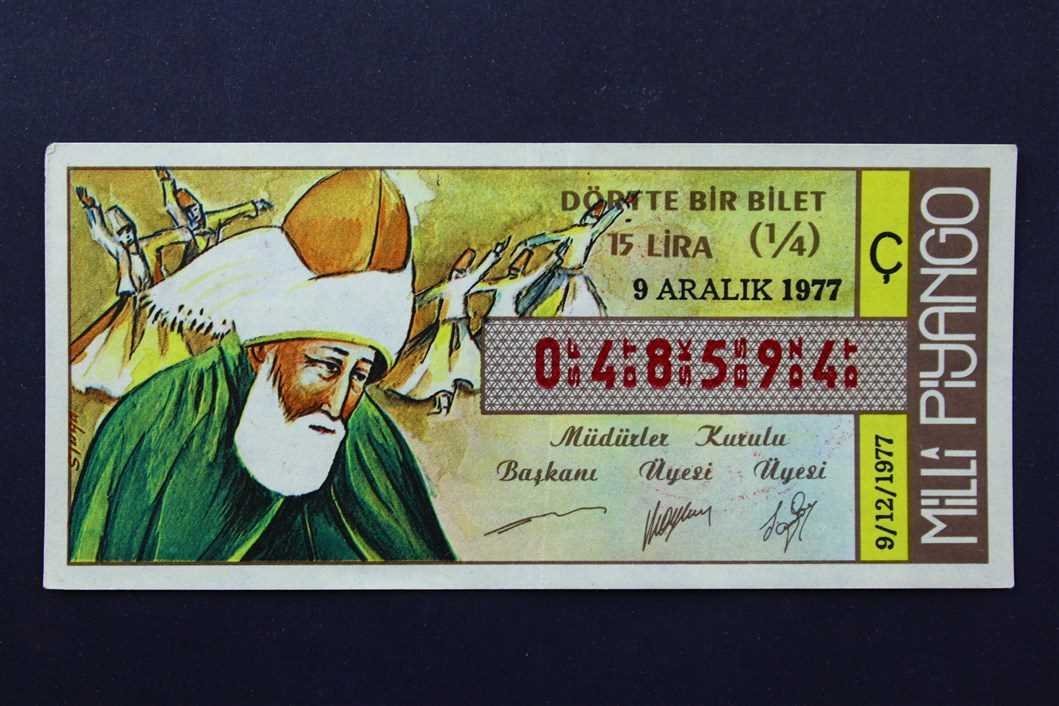 DÖRTTE BİR BİLET
15 LİRA (1/4)
9 ARALIK 1977
0 4 8 5 9 4
Müdürler Kurulu
Başkanı Üyesi Üyesi
Ç
9/12/1977
MİLLÎ PİYANGO